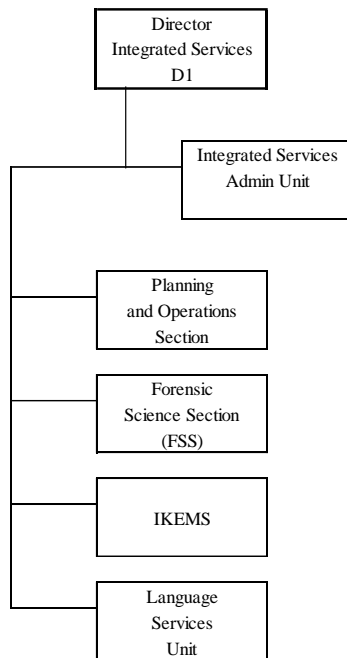 Director
Integrated Services
D1
Integrated Services
Admin Unit
Planning
and Operations
Section
Forensic
Science Section
(FSS)
IKEMS
Language
Services
Unit